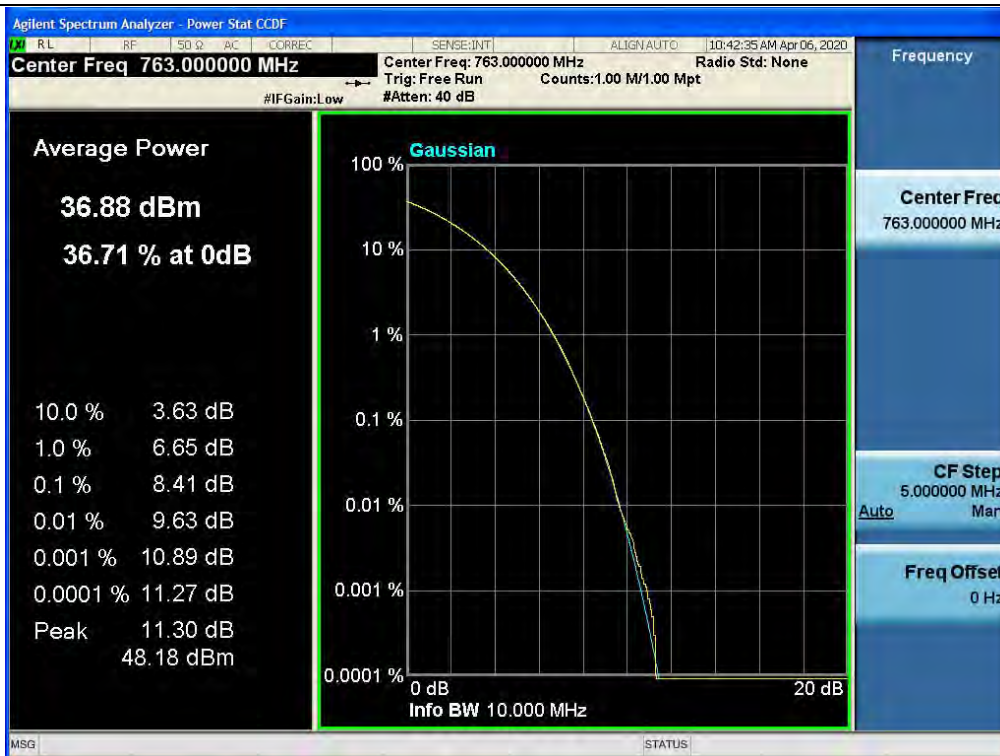 Agilent Spectrum Analyzer - Power Stat CCDF
LXI RL RF 50 Ω AC CORREC SENSE:INT ALIGN AUTO 10:42:35 AM Apr 06, 2020
Center Freq 763.000000 MHz
Center Freq: 763.000000 MHz Radio Std: None
Trig: Free Run Counts:1.00 M/1.00 Mpt
#IFGain:Low #Atten: 40 dB
Average Power
36.88 dBm
36.71 % at 0dB
10.0 % 3.63 dB
1.0 % 6.65 dB
0.1 % 8.41 dB
0.01 % 9.63 dB
0.001 % 10.89 dB
0.0001 % 11.27 dB
Peak 11.30 dB
48.18 dBm
Gaussian
100 %
10 %
1 %
0.1 %
0.01 %
0.001 %
0.0001 %
0 dB 20 dB
Info BW 10.000 MHz
Frequency
Center Freq
763.000000 MHz
CF Step
5.000000 MHz
Auto Man
Freq Offset
0 Hz
MSG STATUS